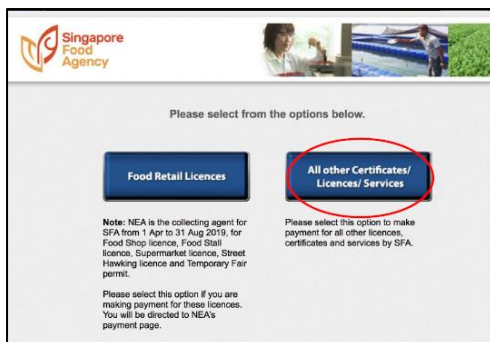 Singapore
Food
Agency
Please select from the options below.
Food Retail Licences
All other Certificates/
Licences/ Services
Note: NEA is the collecting agent for
SFA from 1 Apr to 31 Aug 2019, for
Food Shop licence, Food Stall
licence, Supermarket licence, Street
Hawking licence and Temporary Fair
permit.
Please select this option if you are
making payment for these licences.
You will be directed to NEA's
payment page.
Please select this option to make
payment for all other licences,
certificates and services by SFA.